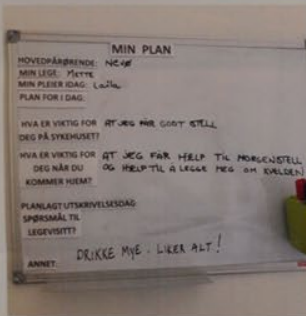 MIN PLAN
HOVEDPÅRØRENDE: Nevø
MIN LEGE: Mette
MIN PLEIER IDAG: Laila
PLAN FOR I DAG:
HVA ER VIKTIG FOR AT JEG FÅR GODT STELL
DEG PÅ SYKEHUSET?
HVA ER VIKTIG FOR AT JEG FÅR HJELP TIL MORGENSTELL
DEG NÅR DU OG HJELP TIL Å LEGGE MEG OM KVELDEN
KOMMER HJEM?
PLANLAGT UTSKRIVELSESDAG:
SPØRSMÅL TIL
LEGEVISITT?
ANNET: DRIKKE MYE. LIKER ALT!